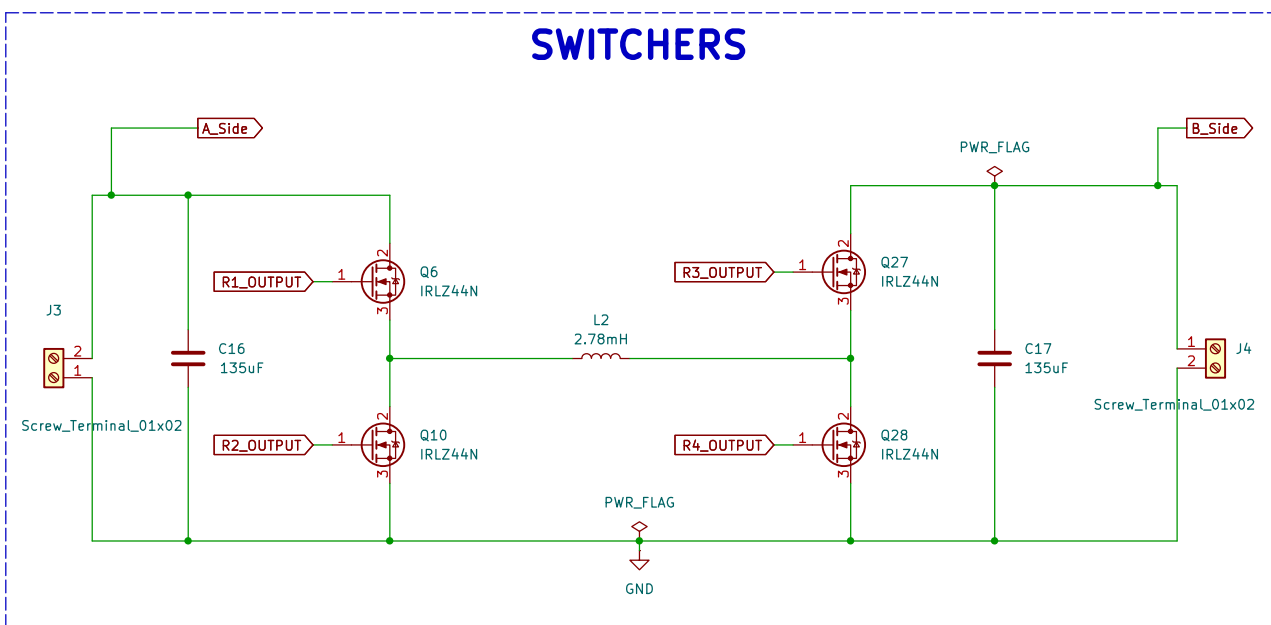 SWITCHERS
A_Side
B_Side
PWR_FLAG
2
Q6
IRLZ44N
R1_OUTPUT
1
3
2
Q27
IRLZ44N
R3_OUTPUT
1
3
J3
2
1
Screw_Terminal_01x02
C16
135uF
L2
2.78mH
C17
135uF
1
2
J4
Screw_Terminal_01x02
2
Q10
IRLZ44N
R2_OUTPUT
1
3
2
Q28
IRLZ44N
R4_OUTPUT
1
3
PWR_FLAG
GND